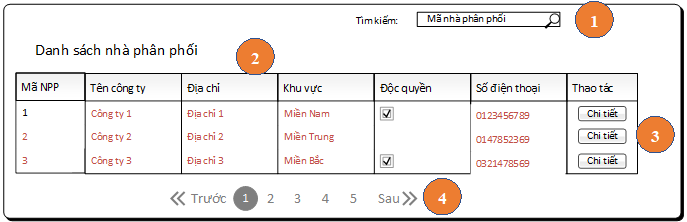 Tìm kiếm: Mã nhà phân phối 1
Danh sách nhà phân phối 2
Mã NPP Tên công ty Địa chỉ Khu vực Độc quyền Số điện thoại Thao tác
1 Công ty 1 Địa chỉ 1 Miền Nam 0123456789 Chi tiết
2 Công ty 2 Địa chỉ 2 Miền Trung 0147852369 Chi tiết 3
3 Công ty 3 Địa chỉ 3 Miền Bắc 0321478569 Chi tiết
Trước 1 2 3 4 5 Sau 4